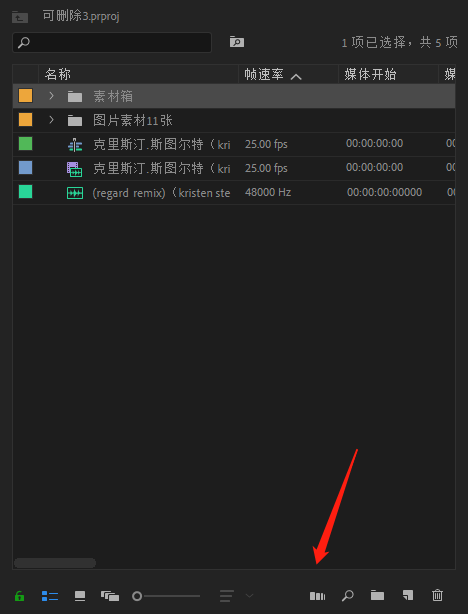 可删除3.prproj
1 项已选择，共 5 项
名称 帧速率 媒体开始 媒
素材箱
图片素材11张
克里斯汀.斯图尔特（kri 25.00 fps 00:00:00:00 00
克里斯汀.斯图尔特（kri 25.00 fps 00:00:00:00 00
(regard remix)（kristen ste 48000 Hz 00:00:00:00000 00